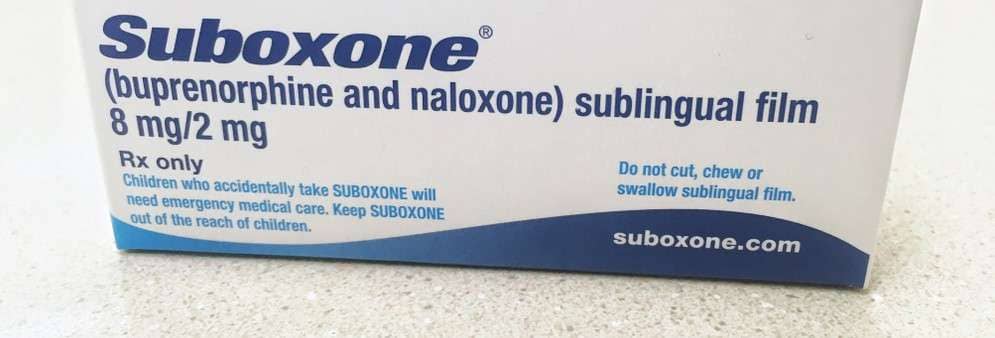 Suboxone®
(buprenorphine and naloxone) sublingual film
8 mg/2 mg
Rx only
Children who accidentally take SUBOXONE will
need emergency medical care. Keep SUBOXONE
out of the reach of children.
Do not cut, chew or
swallow sublingual film.
suboxone.com